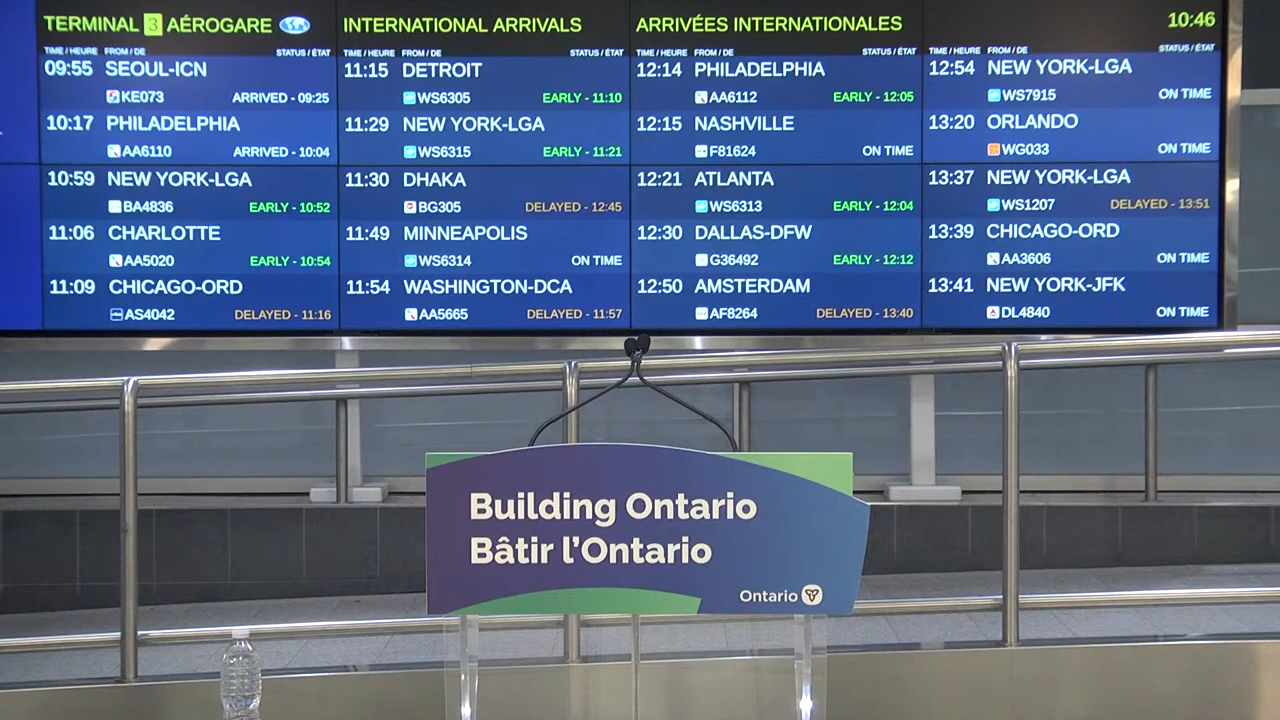 TERMINAL 3 AÉROGARE
TIME / HEURE FROM / DE STATUS / ÉTAT
09:55 SEOUL-ICN
KE073 ARRIVED - 09:25
10:17 PHILADELPHIA
AA6110 ARRIVED - 10:04
10:59 NEW YORK-LGA
BA4836 EARLY - 10:52
11:06 CHARLOTTE
AA5020 EARLY - 10:54
11:09 CHICAGO-ORD
AS4042 DELAYED - 11:16
INTERNATIONAL ARRIVALS
TIME / HEURE FROM / DE STATUS / ÉTAT
11:15 DETROIT
WS6305 EARLY - 11:10
11:29 NEW YORK-LGA
WS6315 EARLY - 11:21
11:30 DHAKA
BG305 DELAYED - 12:45
11:49 MINNEAPOLIS
WS6314 ON TIME
11:54 WASHINGTON-DCA
AA5665 DELAYED - 11:57
ARRIVÉES INTERNATIONALES
TIME / HEURE FROM / DE STATUS / ÉTAT
12:14 PHILADELPHIA
AA6112 EARLY - 12:05
12:15 NASHVILLE
F81624 ON TIME
12:21 ATLANTA
WS6313 EARLY - 12:04
12:30 DALLAS-DFW
G36492 EARLY - 12:12
12:50 AMSTERDAM
AF8264 DELAYED - 13:40
10:46
TIME / HEURE FROM / DE STATUS / ÉTAT
12:54 NEW YORK-LGA
WS7915 ON TIME
13:20 ORLANDO
WG033 ON TIME
13:37 NEW YORK-LGA
WS1207 DELAYED - 13:51
13:39 CHICAGO-ORD
AA3606 ON TIME
13:41 NEW YORK-JFK
DL4840 ON TIME
Building Ontario
Bâtir l'Ontario
Ontario